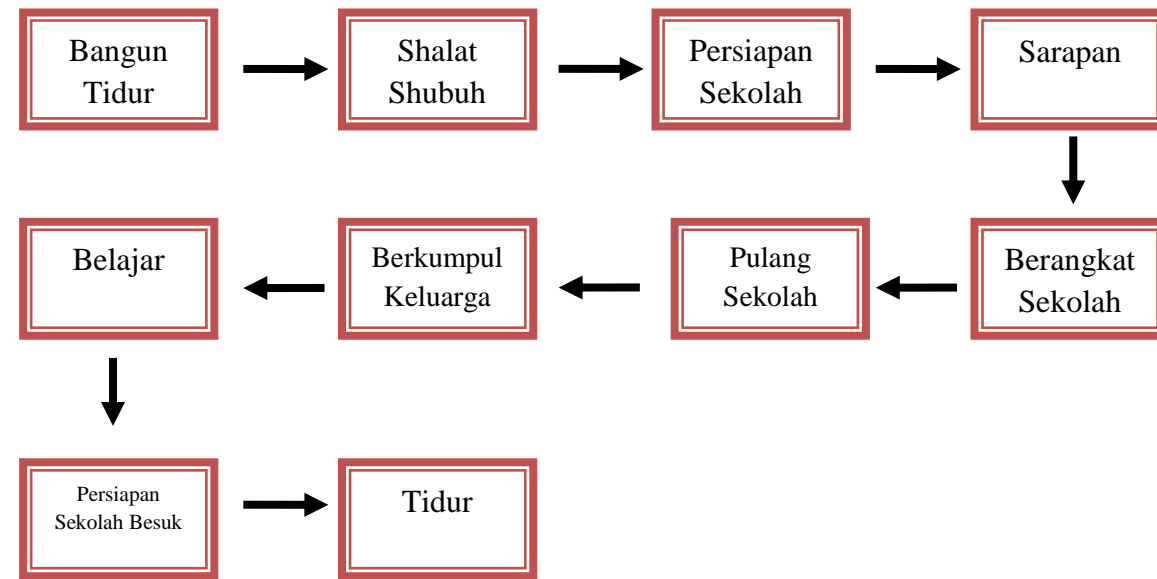 Bangun
Tidur
Shalat
Shubuh
Persiapan
Sekolah
Sarapan
Berangkat
Sekolah
Pulang
Sekolah
Berkumpul
Keluarga
Belajar
Persiapan
Sekolah Besuk
Tidur